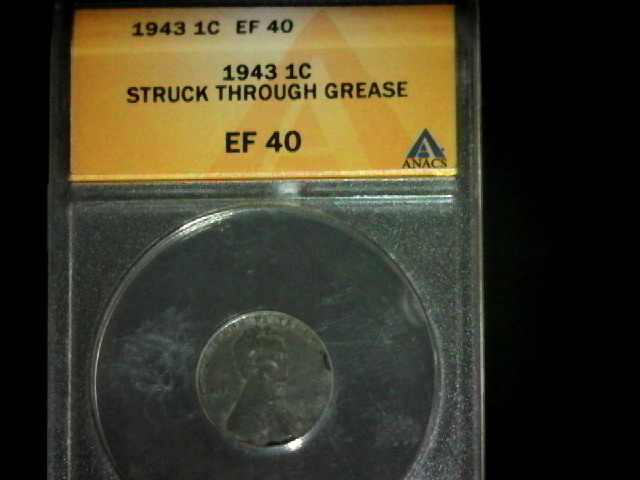 1943 1C EF 40
1943 1C
STRUCK THROUGH GREASE
EF 40
ANACS